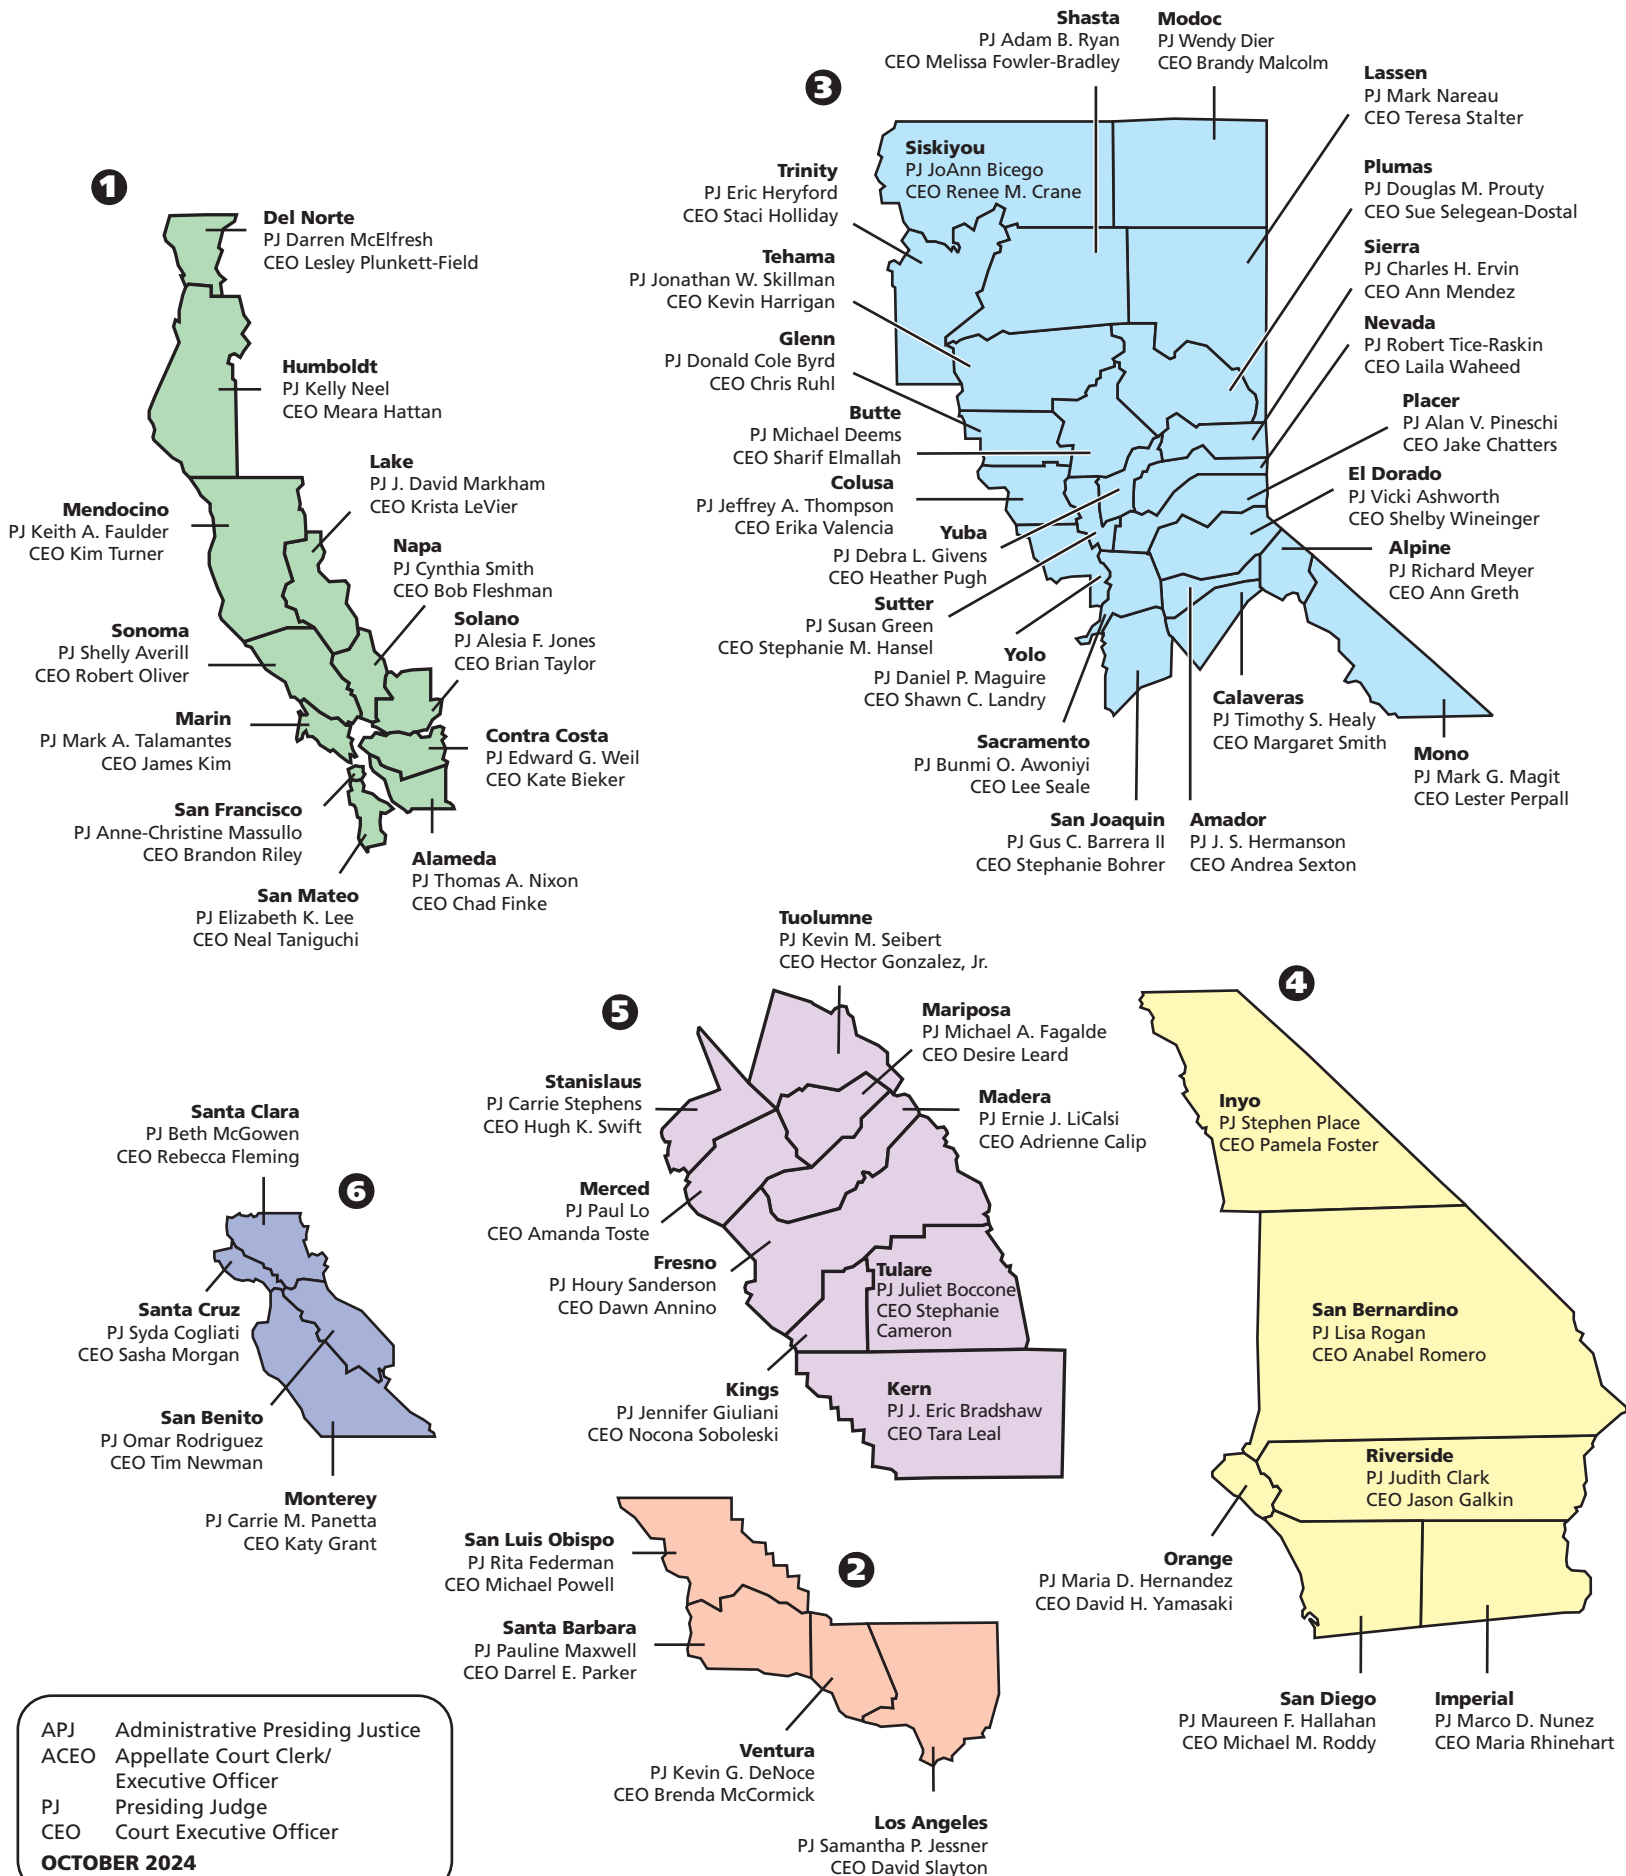 1
Del Norte
PJ Darren McElfresh
CEO Lesley Plunkett-Field
Humboldt
PJ Kelly Neel
CEO Meara Hattan
Lake
PJ J. David Markham
CEO Krista LeVier
Mendocino
PJ Keith A. Faulder
CEO Kim Turner
Napa
PJ Cynthia Smith
CEO Bob Fleshman
Solano
PJ Alesia F. Jones
CEO Brian Taylor
Sonoma
PJ Shelly Averill
CEO Robert Oliver
Marin
PJ Mark A. Talamantes
CEO James Kim
Contra Costa
PJ Edward G. Weil
CEO Kate Bieker
San Francisco
PJ Anne-Christine Massullo
CEO Brandon Riley
Alameda
PJ Thomas A. Nixon
CEO Chad Finke
San Mateo
PJ Elizabeth K. Lee
CEO Neal Taniguchi
3
Shasta
PJ Adam B. Ryan
CEO Melissa Fowler-Bradley
Modoc
PJ Wendy Dier
CEO Brandy Malcolm
Lassen
PJ Mark Nareau
CEO Teresa Stalter
Siskiyou
PJ JoAnn Bicego
CEO Renee M. Crane
Trinity
PJ Eric Heryford
CEO Staci Holliday
Plumas
PJ Douglas M. Prouty
CEO Sue Selegean-Dostal
Tehama
PJ Jonathan W. Skillman
CEO Kevin Harrigan
Sierra
PJ Charles H. Ervin
CEO Ann Mendez
Glenn
PJ Donald Cole Byrd
CEO Chris Ruhl
Nevada
PJ Robert Tice-Raskin
CEO Laila Waheed
Butte
PJ Michael Deems
CEO Sharif Elmallah
Placer
PJ Alan V. Pineschi
CEO Jake Chatters
Colusa
PJ Jeffrey A. Thompson
CEO Erika Valencia
El Dorado
PJ Vicki Ashworth
CEO Shelby Wineinger
Yuba
PJ Debra L. Givens
CEO Heather Pugh
Alpine
PJ Richard Meyer
CEO Ann Greth
Sutter
PJ Susan Green
CEO Stephanie M. Hansel
Yolo
PJ Daniel P. Maguire
CEO Shawn C. Landry
Calaveras
PJ Timothy S. Healy
CEO Margaret Smith
Sacramento
PJ Bunmi O. Awoniyi
CEO Lee Seale
Mono
PJ Mark G. Magit
CEO Lester Perpall
San Joaquin
PJ Gus C. Barrera II
CEO Stephanie Bohrer
Amador
PJ J. S. Hermanson
CEO Andrea Sexton
5
Tuolumne
PJ Kevin M. Seibert
CEO Hector Gonzalez, Jr.
Mariposa
PJ Michael A. Fagalde
CEO Desire Leard
Stanislaus
PJ Carrie Stephens
CEO Hugh K. Swift
Madera
PJ Ernie J. LiCalsi
CEO Adrienne Calip
Merced
PJ Paul Lo
CEO Amanda Toste
Fresno
PJ Houry Sanderson
CEO Dawn Annino
Tulare
PJ Juliet Boccone
CEO Stephanie
Cameron
Kings
PJ Jennifer Giuliani
CEO Nocona Soboleski
Kern
PJ J. Eric Bradshaw
CEO Tara Leal
4
Inyo
PJ Stephen Place
CEO Pamela Foster
San Bernardino
PJ Lisa Rogan
CEO Anabel Romero
Riverside
PJ Judith Clark
CEO Jason Galkin
Orange
PJ Maria D. Hernandez
CEO David H. Yamasaki
San Diego
PJ Maureen F. Hallahan
CEO Michael M. Roddy
Imperial
PJ Marco D. Nunez
CEO Maria Rhinehart
6
Santa Clara
PJ Beth McGowen
CEO Rebecca Fleming
Santa Cruz
PJ Syda Cogliati
CEO Sasha Morgan
San Benito
PJ Omar Rodriguez
CEO Tim Newman
Monterey
PJ Carrie M. Panetta
CEO Katy Grant
2
San Luis Obispo
PJ Rita Federman
CEO Michael Powell
Santa Barbara
PJ Pauline Maxwell
CEO Darrel E. Parker
Ventura
PJ Kevin G. DeNoce
CEO Brenda McCormick
Los Angeles
PJ Samantha P. Jessner
CEO David Slayton
APJ Administrative Presiding Justice
ACEO Appellate Court Clerk/
Executive Officer
PJ Presiding Judge
CEO Court Executive Officer
OCTOBER 2024